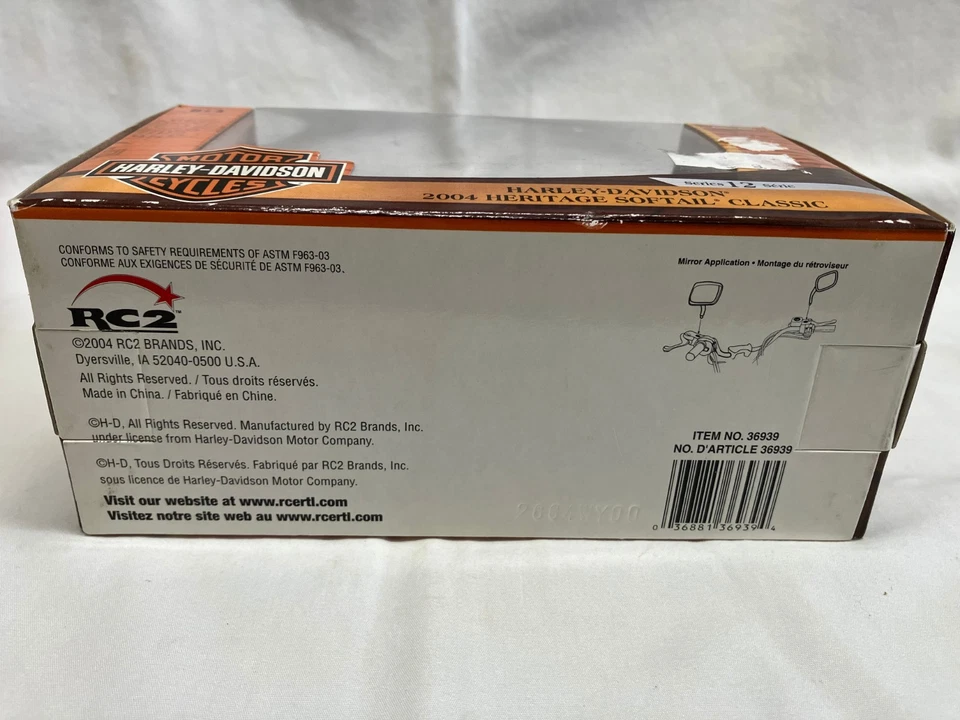 MOTOR
HARLEY-DAVIDSON
CYCLES
series 12 série
HARLEY-DAVIDSON®
2004 HERITAGE SOFTAIL® CLASSIC
CONFORMS TO SAFETY REQUIREMENTS OF ASTM F963-03
CONFORME AUX EXIGENCES DE SÉCURITÉ DE ASTM F963-03.
RC2™
©2004 RC2 BRANDS, INC.
Dyersville, IA 52040-0500 U.S.A.
All Rights Reserved. / Tous droits réservés.
Made in China. / Fabriqué en Chine.
©H-D, All Rights Reserved. Manufactured by RC2 Brands, Inc.
under license from Harley-Davidson Motor Company.
©H-D, Tous Droits Réservés. Fabriqué par RC2 Brands, Inc.
sous licence de Harley-Davidson Motor Company.
Visit our website at www.rcertl.com
Visitez notre site web au www.rcertl.com
Mirror Application • Montage du rétroviseur
ITEM NO. 36939
NO. D'ARTICLE 36939
0 36881 36939 4